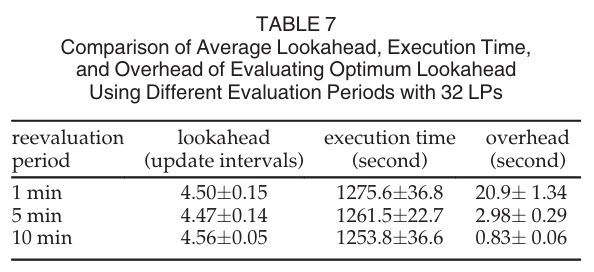 TABLE 7
Comparison of Average Lookahead, Execution Time,
and Overhead of Evaluating Optimum Lookahead
Using Different Evaluation Periods with 32 LPs
reevaluation period lookahead (update intervals) execution time (second) overhead (second)
1 min 4.50±0.15 1275.6±36.8 20.9± 1.34
5 min 4.47±0.14 1261.5±22.7 2.98± 0.29
10 min 4.56±0.05 1253.8±36.6 0.83± 0.06